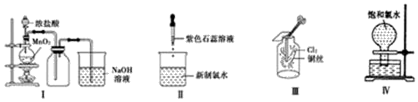 浓盐酸
MnO₂
NaOH
溶液
Ⅰ
紫色石蕊溶液
新制氯水
Ⅱ
Cl₂
铜丝
Ⅲ
饱和氯水
Ⅳ